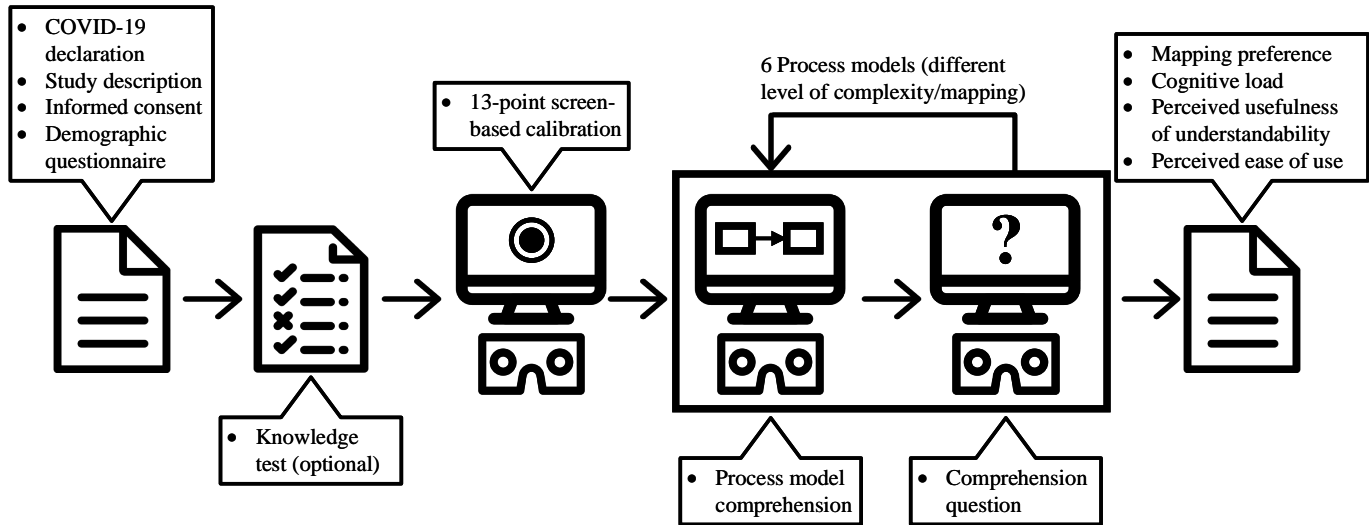 • COVID-19
declaration
• Study description
• Informed consent
• Demographic
questionnaire
• Knowledge
test (optional)
• 13-point screen-
based calibration
6 Process models (different
level of complexity/mapping)
?
• Process model
comprehension
• Comprehension
question
• Mapping preference
• Cognitive load
• Perceived usefulness
of understandability
• Perceived ease of use